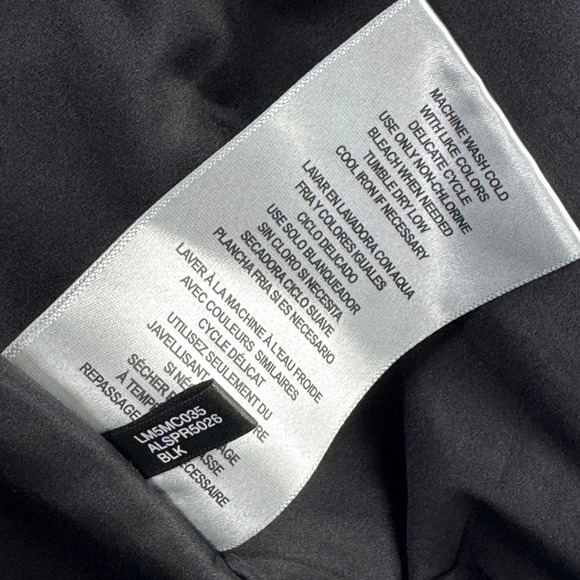 MACHINE WASH COLD
WITH LIKE COLORS
DELICATE CYCLE
USE ONLY NON-CHLORINE
BLEACH WHEN NEEDED
TUMBLE DRY LOW
COOL IRON IF NECESSARY
LAVAR EN LAVADORA CON AQUA
FRIA Y COLORES IGUALES
CICLO DELICADO
USE SOLO BLANQUEADOR
SIN CLORO SI NECESITA
SECADORA CICLO SUAVE
PLANCHA FRIA SI ES NECESARIO
LAVER À LA MACHINE À L'EAU FROIDE
AVEC COULEURS SIMILAIRES
CYCLE DÉLICAT
UTILISEZ SEULEMENT DU
JAVELLISANT
SI NÉ
SÉCHER
À TEMP
REPASSAGE
LM5MC035
ALSPR5026
BLK